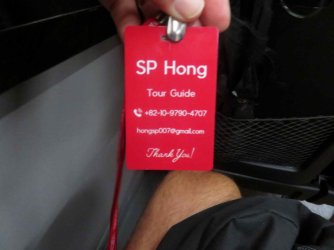 SP Hong
Tour Guide
+82-10-9790-4707
hongsp007@gmail.com
Thank You!